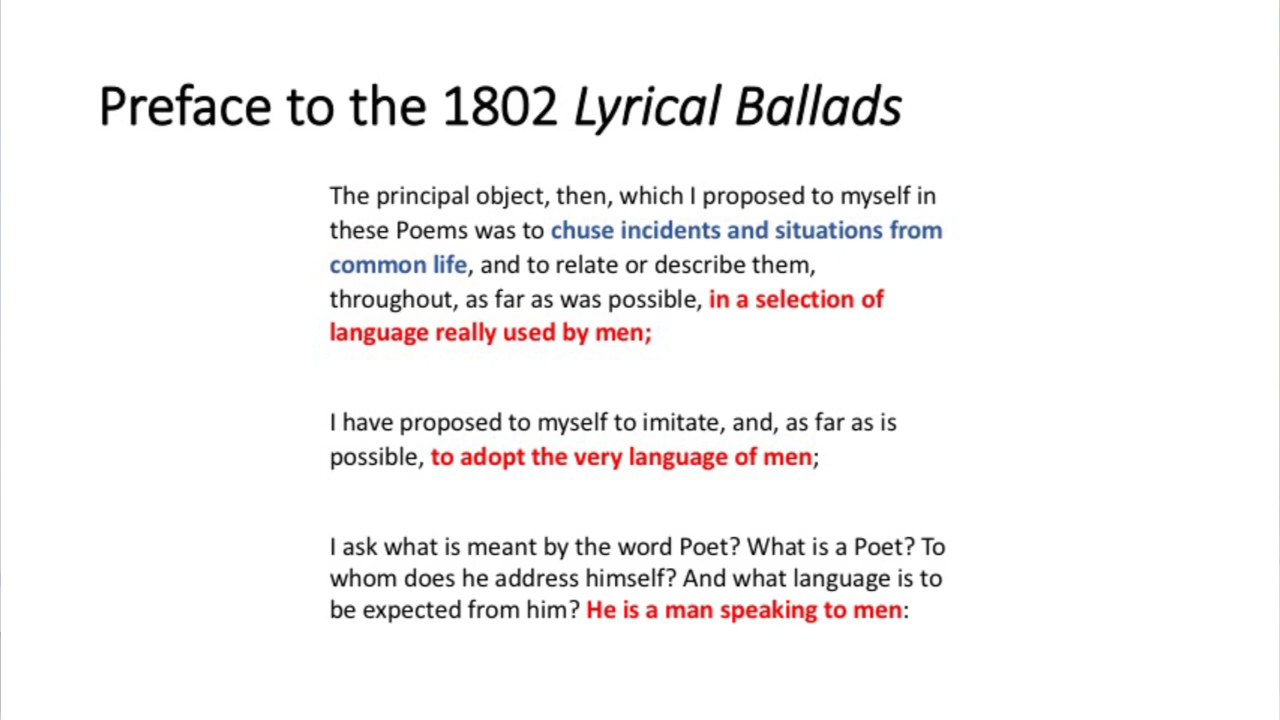 Preface to the 1802 Lyrical Ballads
The principal object, then, which I proposed to myself in
these Poems was to chuse incidents and situations from
common life, and to relate or describe them,
throughout, as far as was possible, in a selection of
language really used by men;
I have proposed to myself to imitate, and, as far as is
possible, to adopt the very language of men;
I ask what is meant by the word Poet? What is a Poet? To
whom does he address himself? And what language is to
be expected from him? He is a man speaking to men: